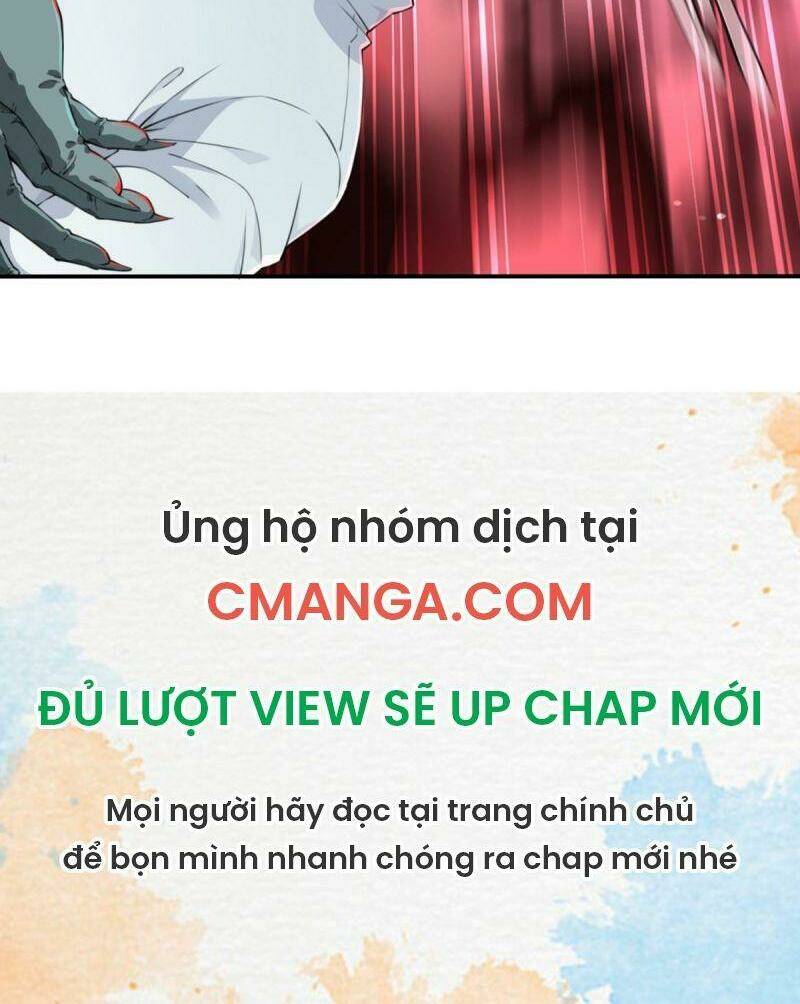 Ủng hộ nhóm dịch tại
CMANGA.COM
ĐỦ LƯỢT VIEW SẼ UP CHAP MỚI
Mọi người hãy đọc tại trang chính chủ
để bọn mình nhanh chóng ra chap mới nhé